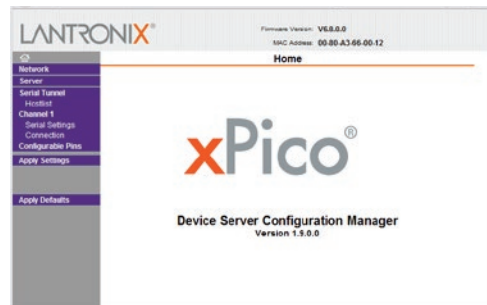 LANTRONIX®
Firmware Version: V6.8.0.0
MAC Address: 00-80-A3-66-00-12
Home
Network
Server
Serial Tunnel
Hostlist
Channel 1
Serial Settings
Connection
Configurable Pins
Apply Settings
Apply Defaults
xPico®
Device Server Configuration Manager
Version 1.9.0.0